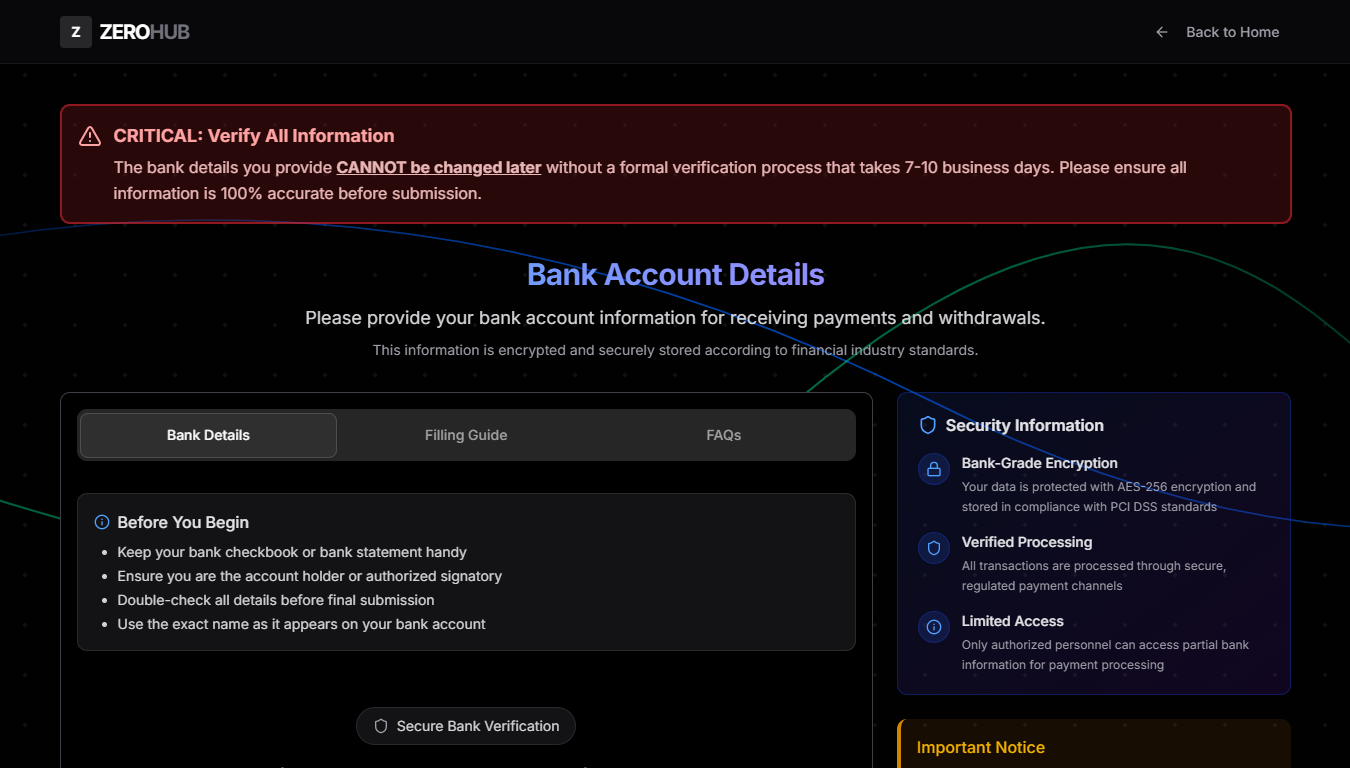 Z ZEROHUB
Back to Home
CRITICAL: Verify All Information
The bank details you provide CANNOT be changed later without a formal verification process that takes 7-10 business days. Please ensure all
information is 100% accurate before submission.
Bank Account Details
Please provide your bank account information for receiving payments and withdrawals.
This information is encrypted and securely stored according to financial industry standards.
Bank Details
Filling Guide
FAQs
Before You Begin
• Keep your bank checkbook or bank statement handy
• Ensure you are the account holder or authorized signatory
• Double-check all details before final submission
• Use the exact name as it appears on your bank account
Secure Bank Verification
Security Information
Bank-Grade Encryption
Your data is protected with AES-256 encryption and
stored in compliance with PCI DSS standards
Verified Processing
All transactions are processed through secure,
regulated payment channels
Limited Access
Only authorized personnel can access partial bank
information for payment processing
Important Notice